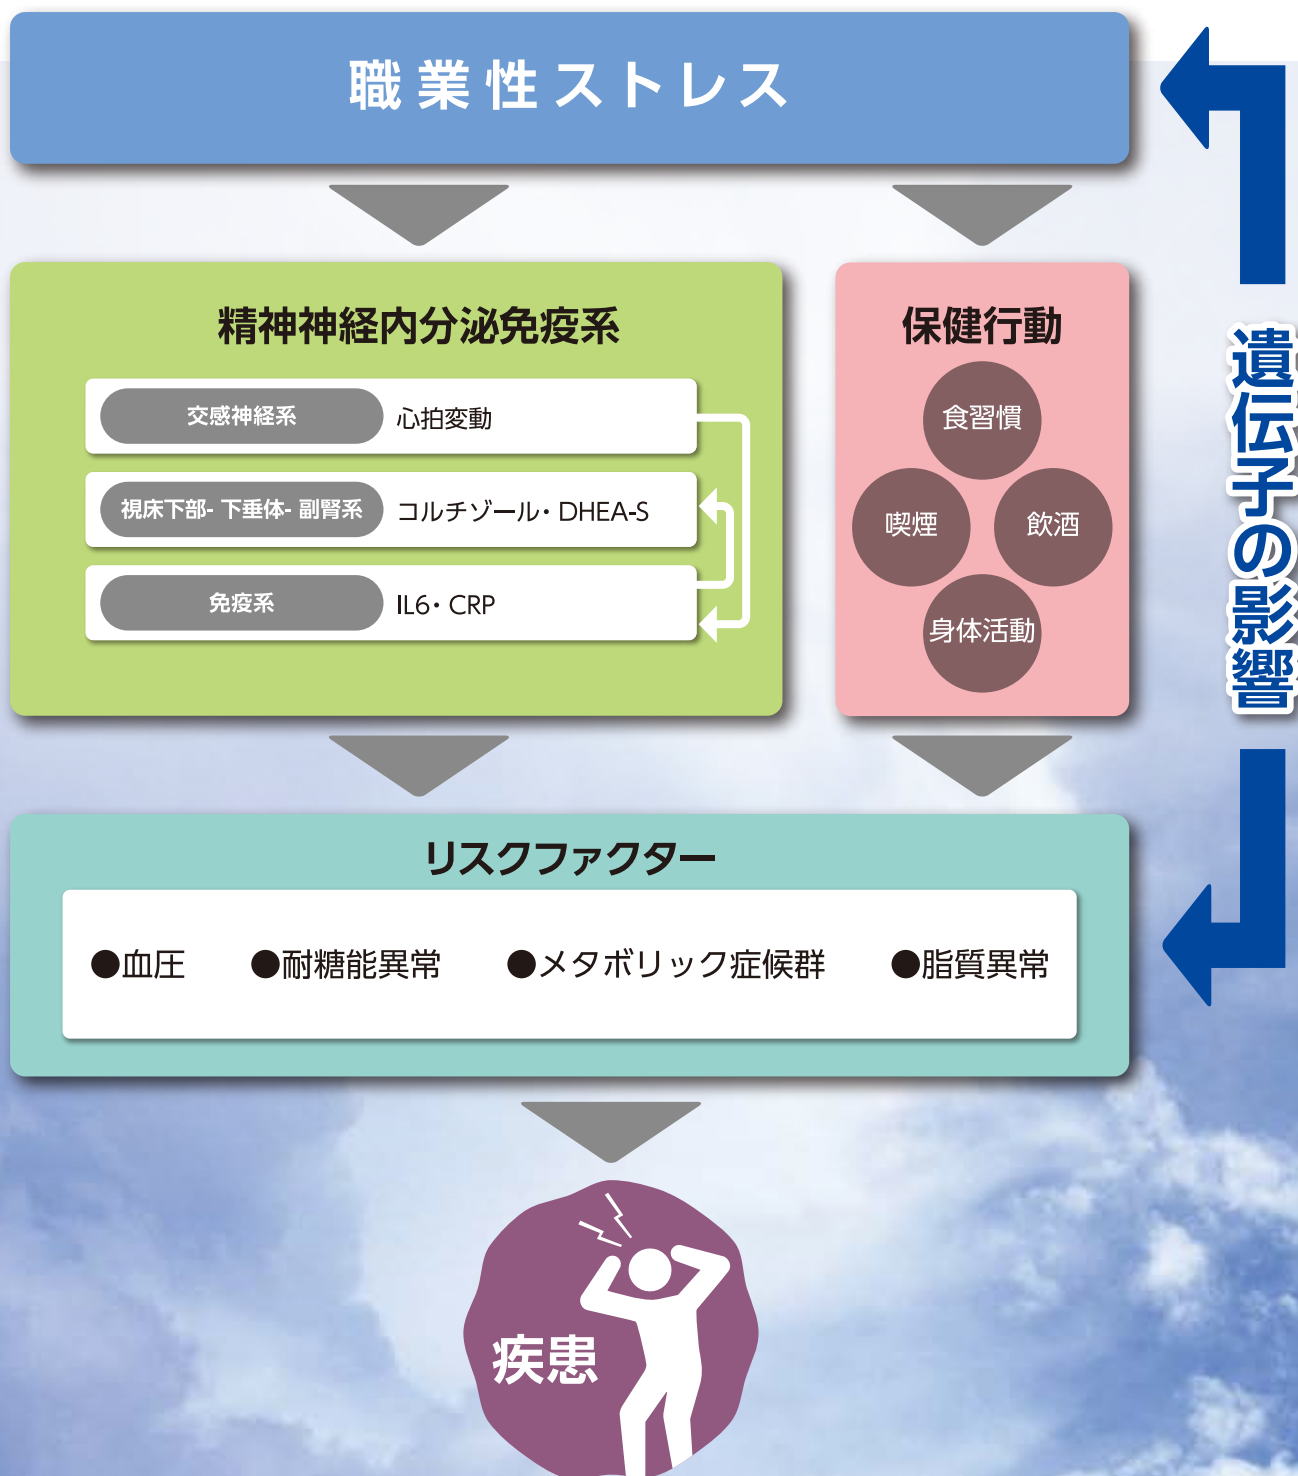 職業性ストレス
精神神経内分泌免疫系
交感神経系 心拍変動
視床下部- 下垂体- 副腎系 コルチゾール・DHEA-S
免疫系 IL6・CRP
保健行動
食習慣
喫煙
飲酒
身体活動
遺伝子の影響
リスクファクター
●血圧 ●耐糖能異常 ●メタボリック症候群 ●脂質異常
疾患